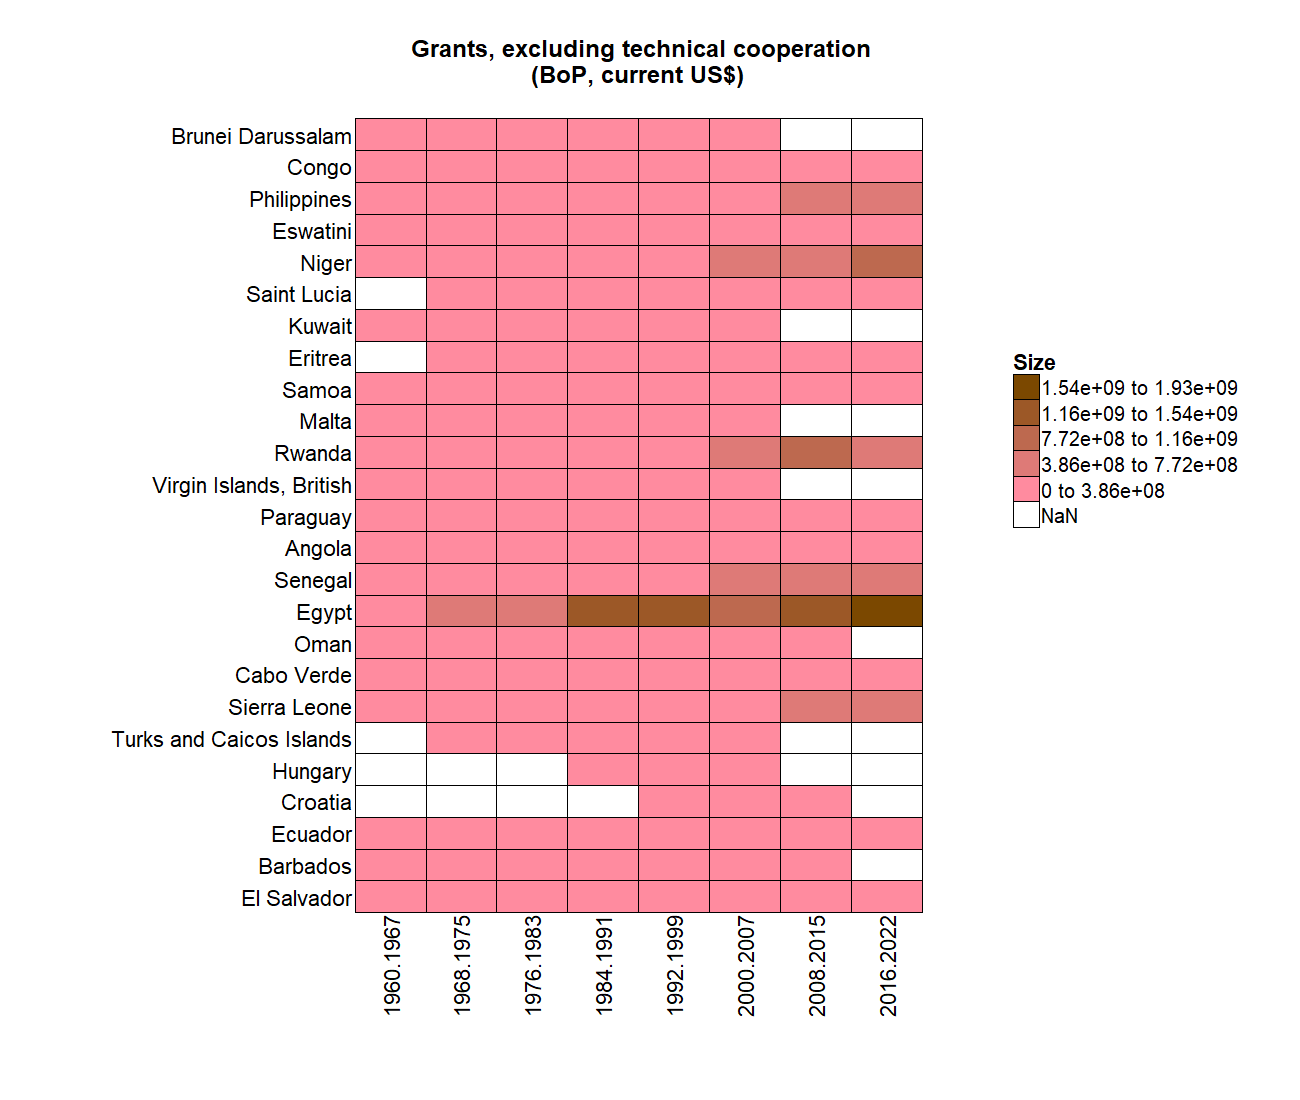 Grants, excluding technical cooperation
(BoP, current US$)
Brunei Darussalam
Congo
Philippines
Eswatini
Niger
Saint Lucia
Kuwait
Eritrea
Samoa
Malta
Rwanda
Virgin Islands, British
Paraguay
Angola
Senegal
Egypt
Oman
Cabo Verde
Sierra Leone
Turks and Caicos Islands
Hungary
Croatia
Ecuador
Barbados
El Salvador
1960.1967
1968.1975
1976.1983
1984.1991
1992.1999
2000.2007
2008.2015
2016.2022
Size
1.54e+09 to 1.93e+09
1.16e+09 to 1.54e+09
7.72e+08 to 1.16e+09
3.86e+08 to 7.72e+08
0 to 3.86e+08
NaN